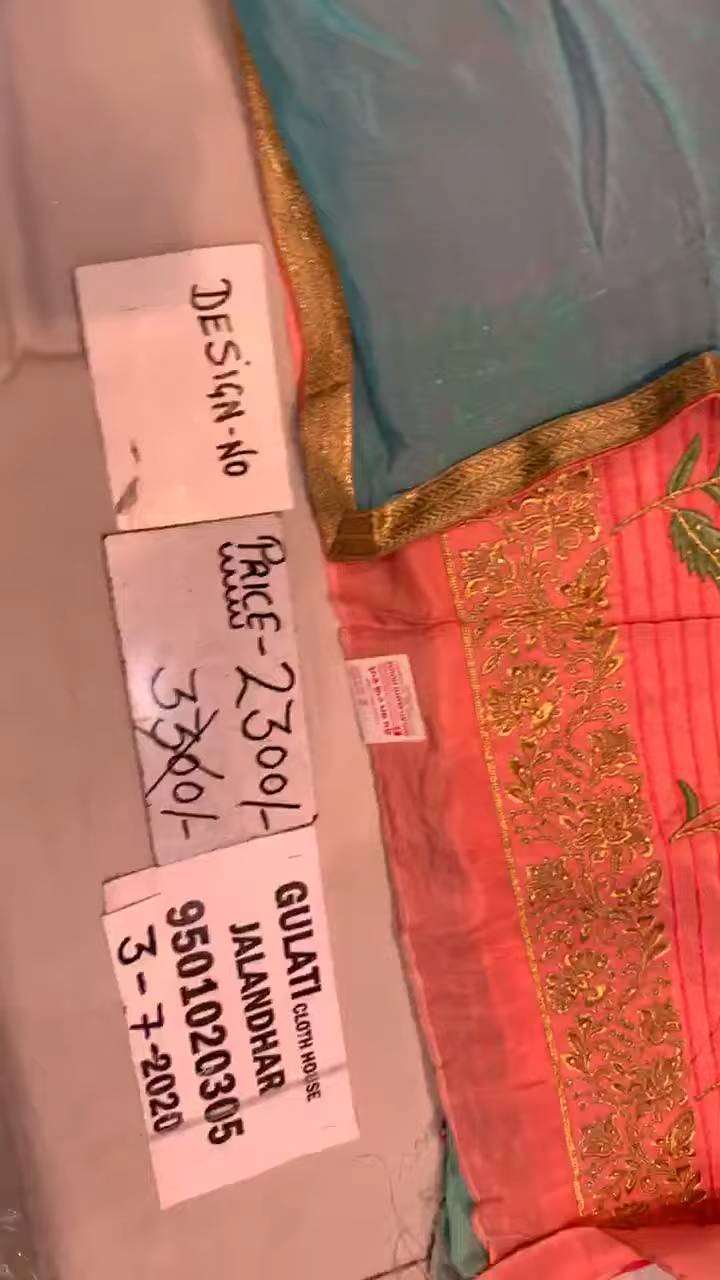 DESIGN-NO
PRICE-2300/-
3300/-
GULATI CLOTH HOUSE
JALANDHAR
9501020305
3-7-2020